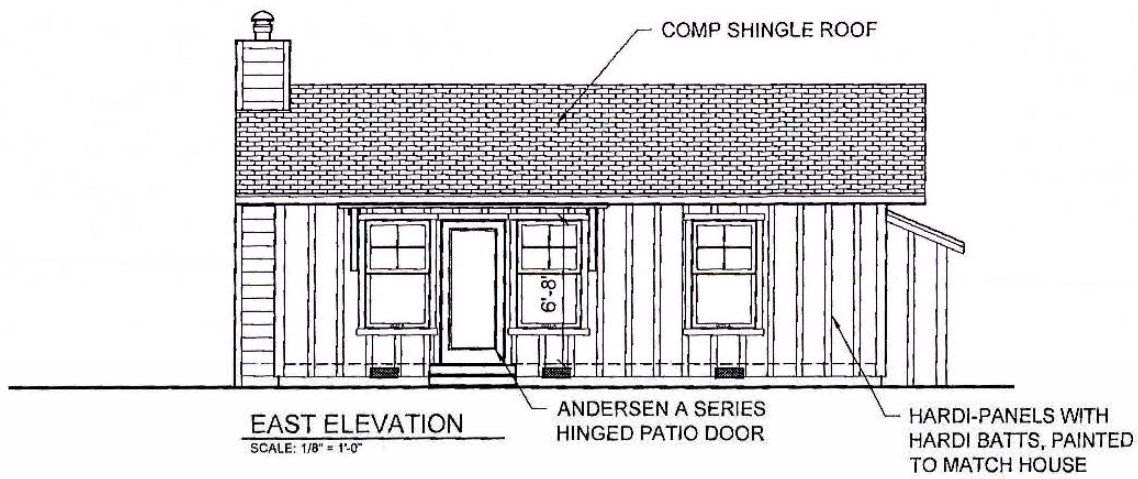 COMP SHINGLE ROOF
6'-8"
EAST ELEVATION
SCALE: 1/8" = 1'-0"
ANDERSEN A SERIES
HINGED PATIO DOOR
HARDI-PANELS WITH
HARDI BATTS, PAINTED
TO MATCH HOUSE